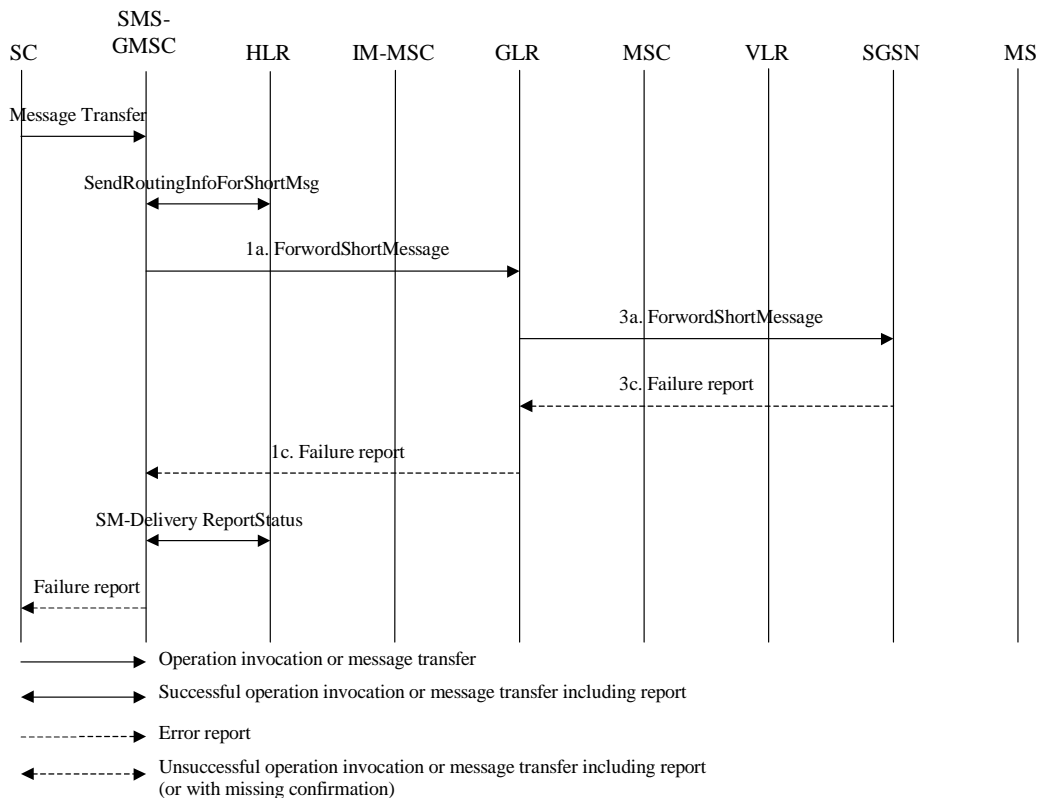 SMS-
GMSC
SC HLR IM-MSC GLR MSC VLR SGSN MS
Message Transfer
SendRoutingInfoForShortMsg
1a. ForwordShortMessage
3a. ForwordShortMessage
3c. Failure report
1c. Failure report
SM-Delivery ReportStatus
Failure report
Operation invocation or message transfer
Successful operation invocation or message transfer including report
Error report
Unsuccessful operation invocation or message transfer including report
(or with missing confirmation)